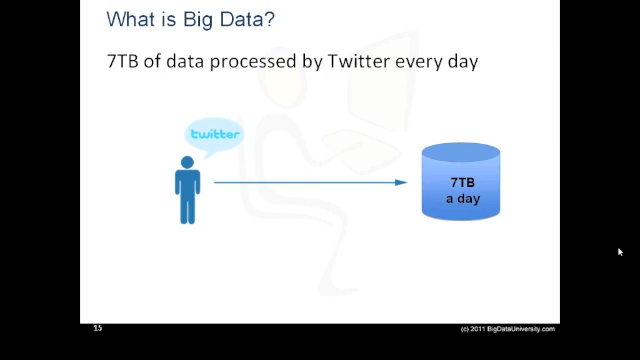 What is Big Data?
7TB of data processed by Twitter every day
twitter
7TB
a day
15
(c) 2011 BigDataUniversity.com